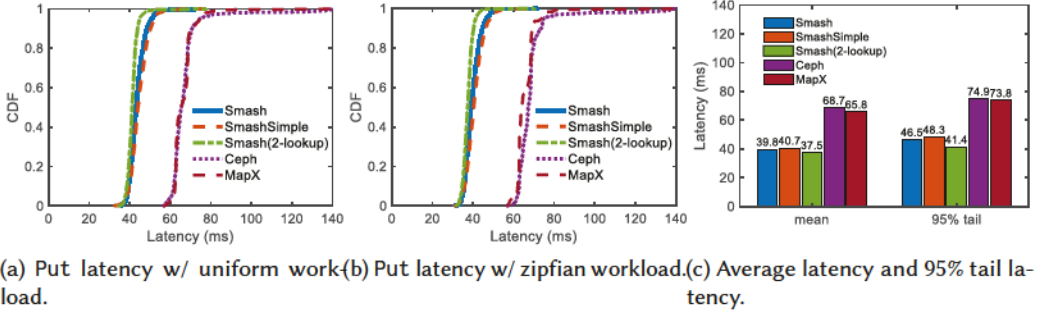 1
0.8
0.6
0.4
0.2
0
CDF
Smash
SmashSimple
Smash(2-lookup)
Ceph
MapX
0 20 40 60 80 100 120 140
Latency (ms)
(a) Put latency w/ uniform work-
load.
1
0.8
0.6
0.4
0.2
0
CDF
Smash
SmashSimple
Smash(2-lookup)
Ceph
MapX
0 20 40 60 80 100 120 140
Latency (ms)
(b) Put latency w/ zipfian workload.
140
120
100
80
60
40
20
0
Latency (ms)
Smash
SmashSimple
Smash(2-lookup)
Ceph
MapX
39.8 40.7 37.5 68.7 65.8
46.5 48.3 41.4 74.9 73.8
mean 95% tail
(c) Average latency and 95% tail la-
tency.